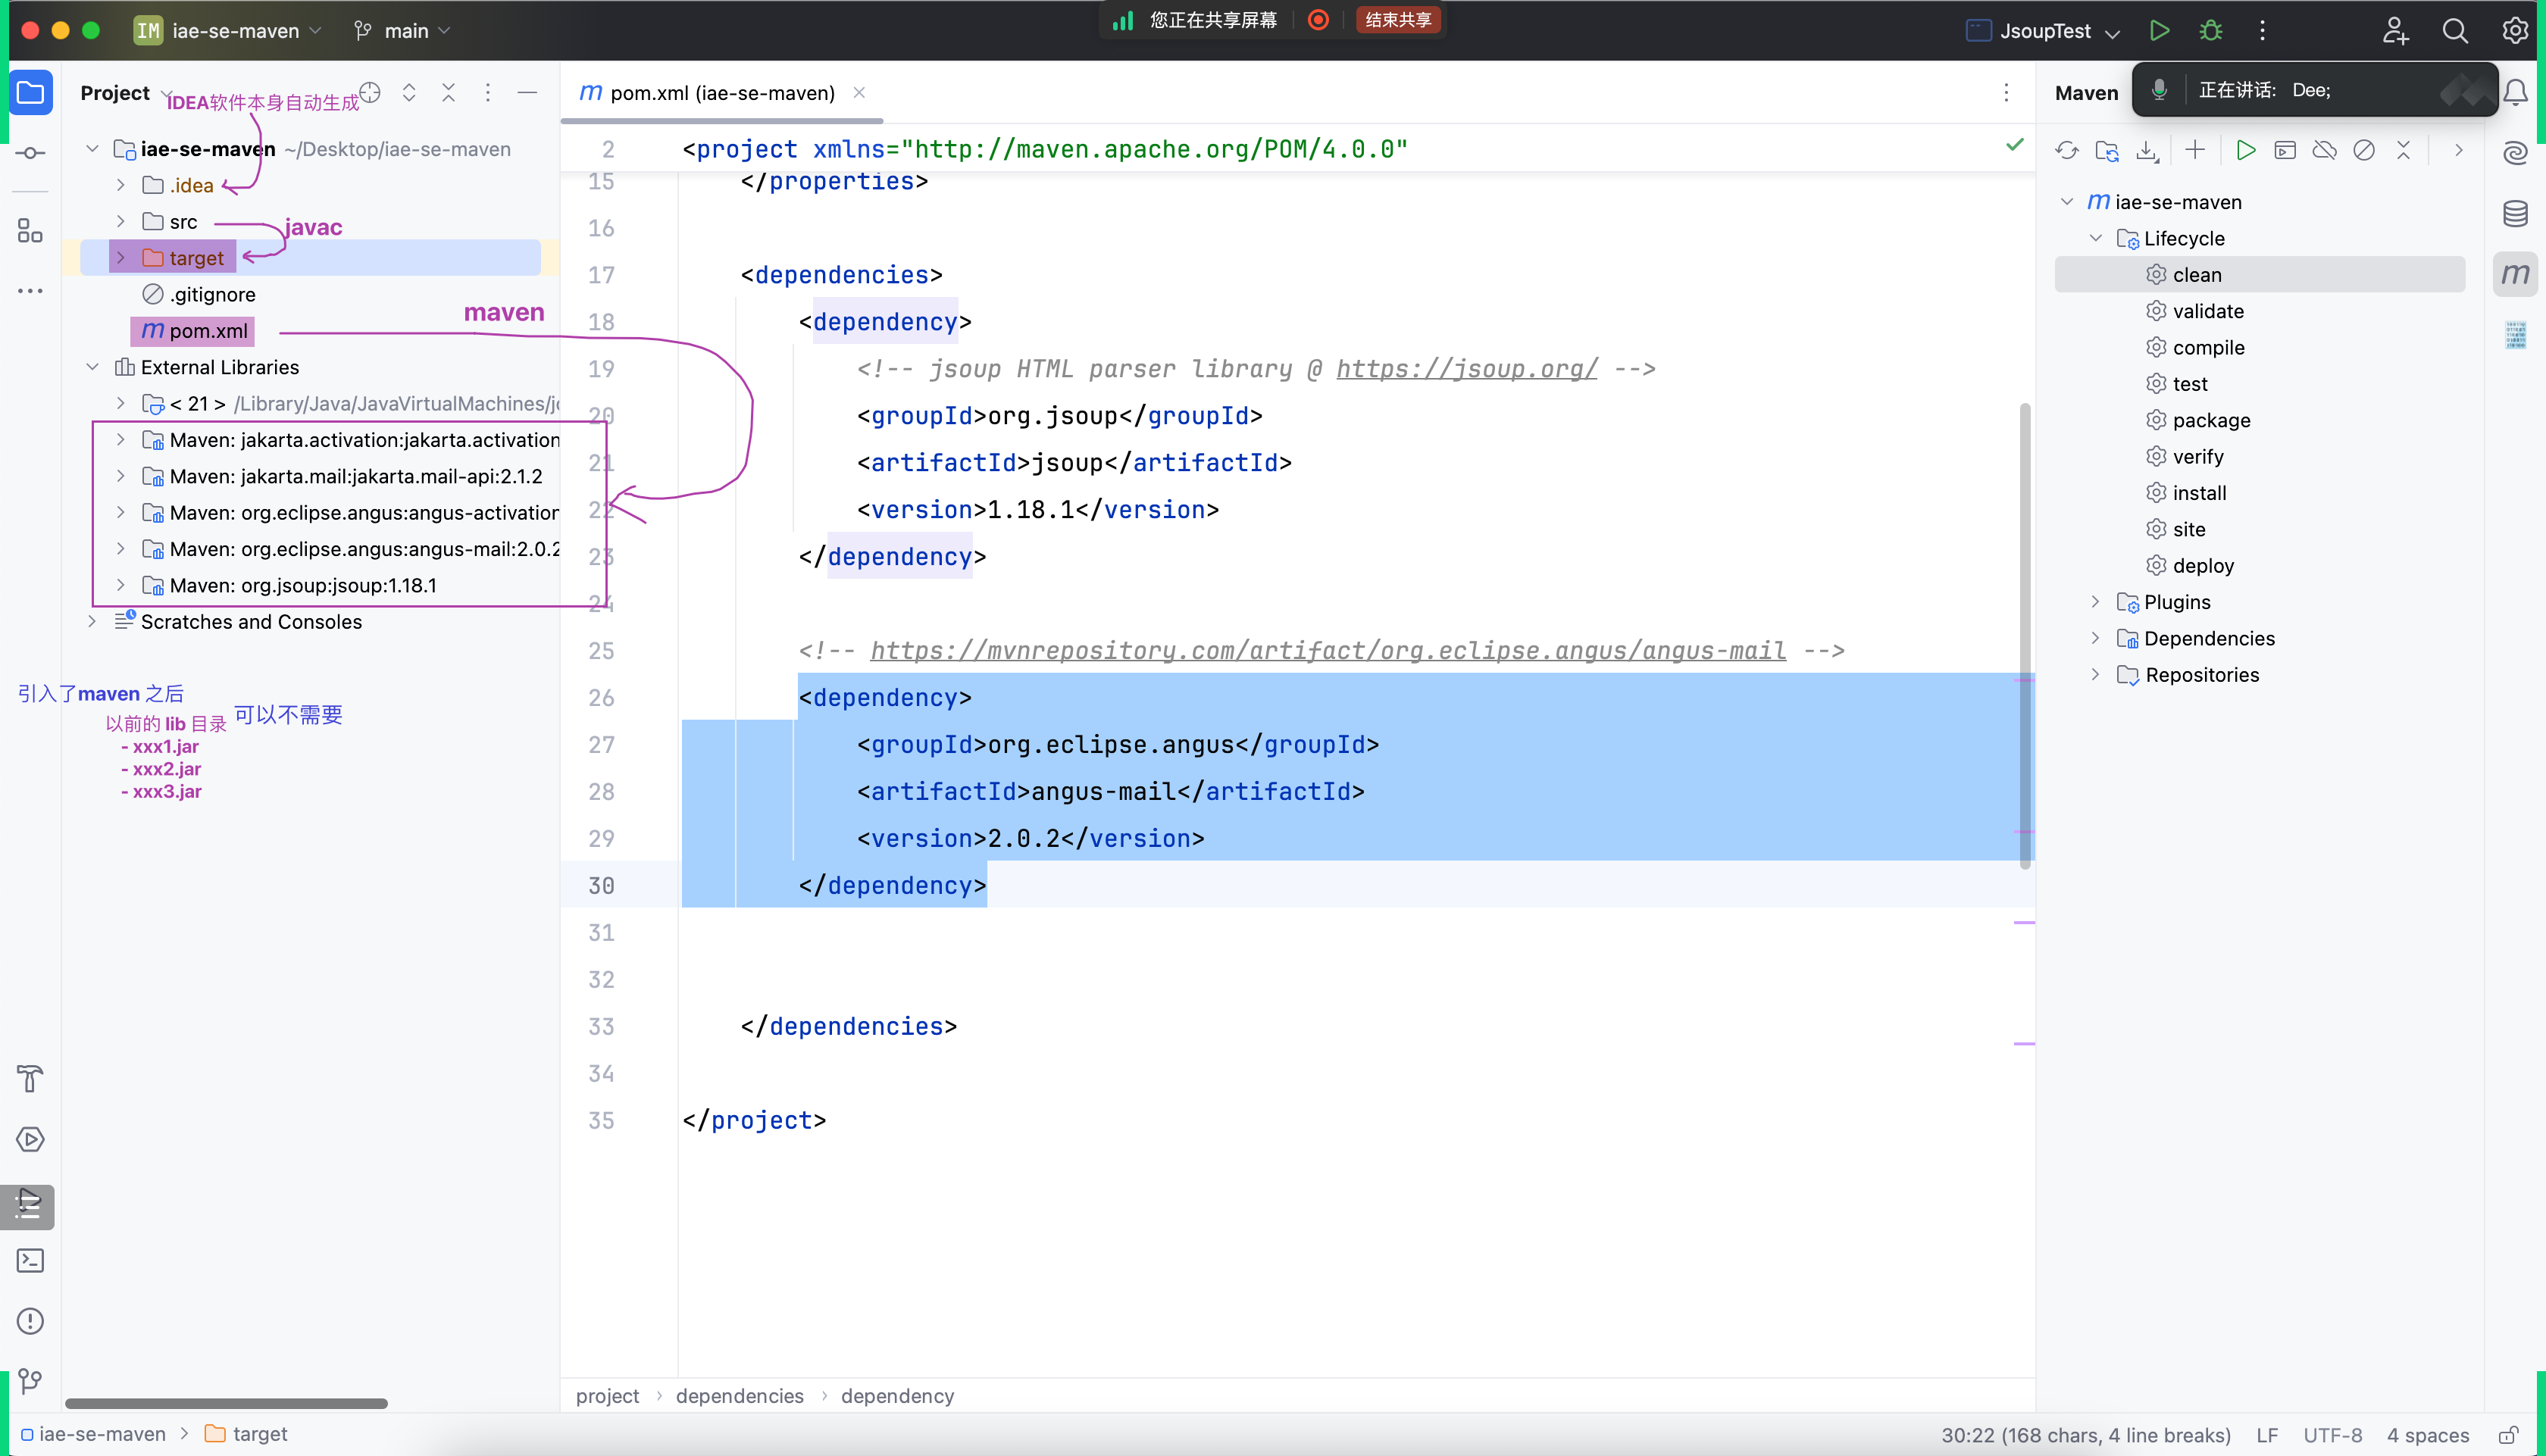 IM iae-se-maven main
您正在共享屏幕 结束共享
JsoupTest
Project
IDEA软件本身自动生成
iae-se-maven ~/Desktop/iae-se-maven
.idea
src
javac
target
.gitignore
maven
pom.xml
External Libraries
< 21 > /Library/Java/JavaVirtualMachines/j
Maven: jakarta.activation:jakarta.activation
Maven: jakarta.mail:jakarta.mail-api:2.1.2
Maven: org.eclipse.angus:angus-activation
Maven: org.eclipse.angus:angus-mail:2.0.2
Maven: org.jsoup:jsoup:1.18.1
Scratches and Consoles
引入了maven 之后
以前的 lib 目录 可以不需要
- xxx1.jar
- xxx2.jar
- xxx3.jar
m pom.xml (iae-se-maven)
2 <project xmlns="http://maven.apache.org/POM/4.0.0"
15 </properties>
16
17 <dependencies>
18 <dependency>
19 <!-- jsoup HTML parser library @ https://jsoup.org/ -->
20 <groupId>org.jsoup</groupId>
21 <artifactId>jsoup</artifactId>
22 <version>1.18.1</version>
23 </dependency>
24
25 <!-- https://mvnrepository.com/artifact/org.eclipse.angus/angus-mail -->
26 <dependency>
27 <groupId>org.eclipse.angus</groupId>
28 <artifactId>angus-mail</artifactId>
29 <version>2.0.2</version>
30 </dependency>
31
32
33 </dependencies>
34
35 </project>
project › dependencies › dependency
Maven
正在讲话: Dee;
m iae-se-maven
Lifecycle
clean
validate
compile
test
package
verify
install
site
deploy
Plugins
Dependencies
Repositories
iae-se-maven › target
30:22 (168 chars, 4 line breaks) LF UTF-8 4 spaces